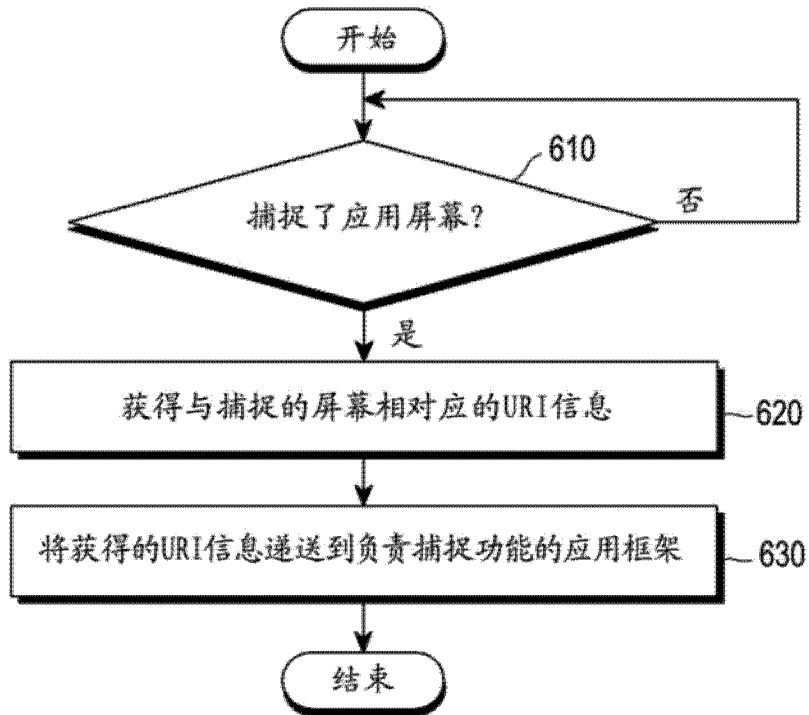 开始
610
捕捉了应用屏幕?
否
是
获得与捕捉的屏幕相对应的URI信息
620
将获得的URI信息递送到负责捕捉功能的应用框架
630
结束